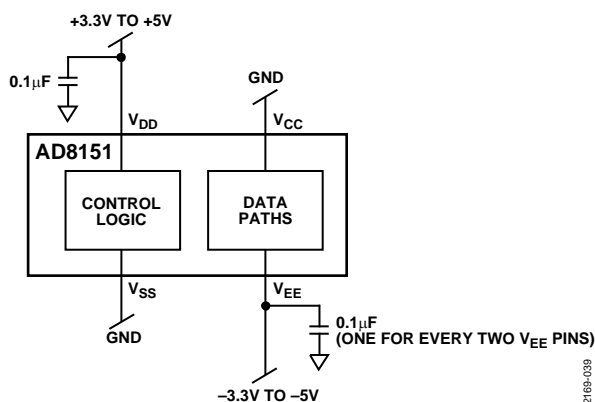 +3.3V TO +5V
0.1μF
GND
VDD
VCC
AD8151
CONTROL
LOGIC
DATA
PATHS
VSS
VEE
GND
0.1μF
(ONE FOR EVERY TWO VEE PINS)
–3.3V TO –5V
2169-039